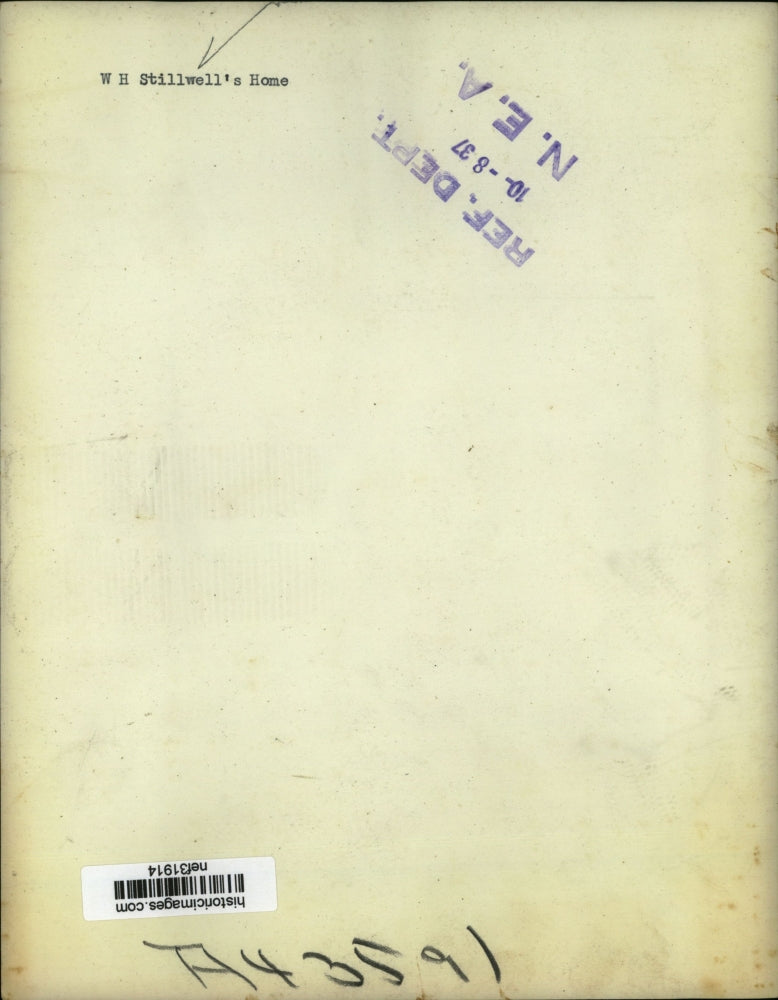 W H Stillwell's Home
N. E. A.
10-- 8 37
REF. DEPT.
historicimages.com
nef31914